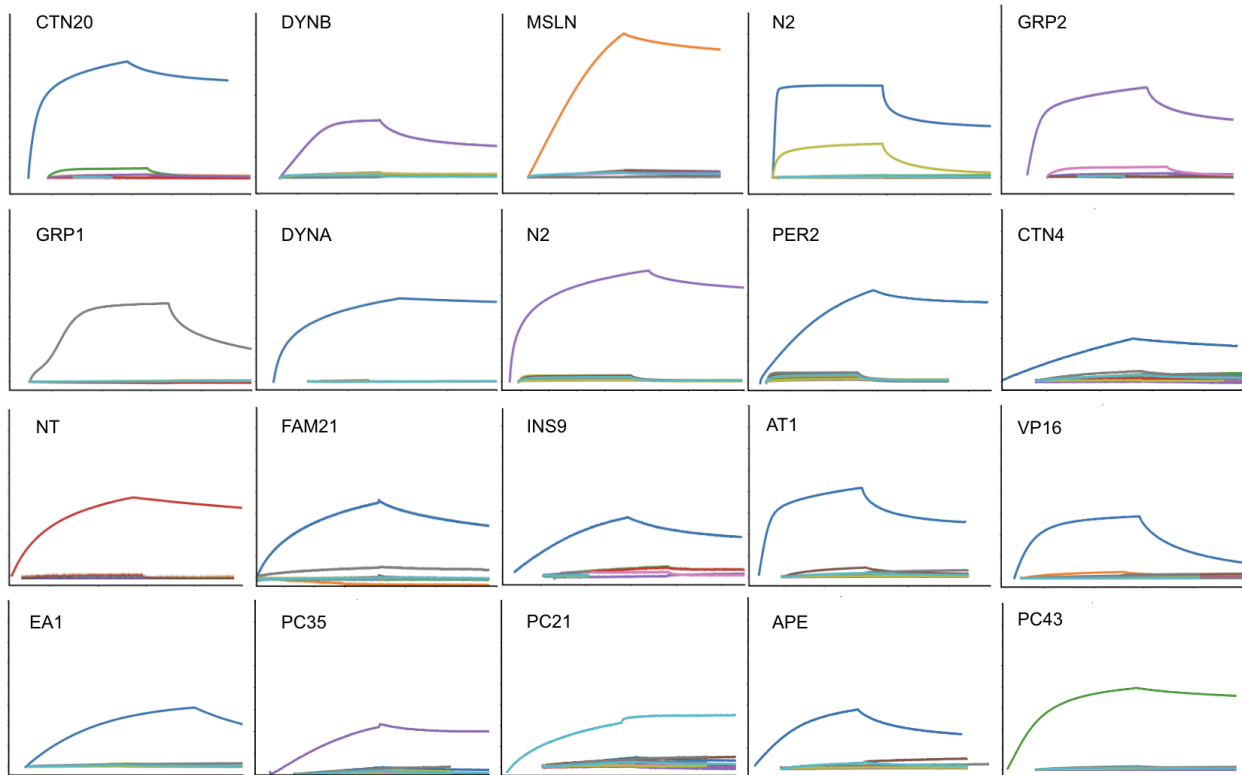 CTN20 DYNB MSLN N2 GRP2
GRP1 DYNA N2 PER2 CTN4
NT FAM21 INS9 AT1 VP16
EA1 PC35 PC21 APE PC43